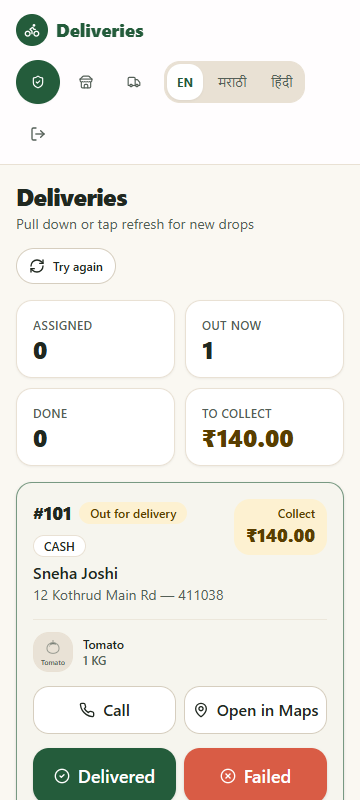 Deliveries
EN मराठी हिंदी
Deliveries
Pull down or tap refresh for new drops
Try again
ASSIGNED
0
OUT NOW
1
DONE
0
TO COLLECT
₹140.00
#101 Out for delivery
CASH
Collect
₹140.00
Sneha Joshi
12 Kothrud Main Rd — 411038
Tomato
Tomato
1 KG
Call
Open in Maps
Delivered
Failed